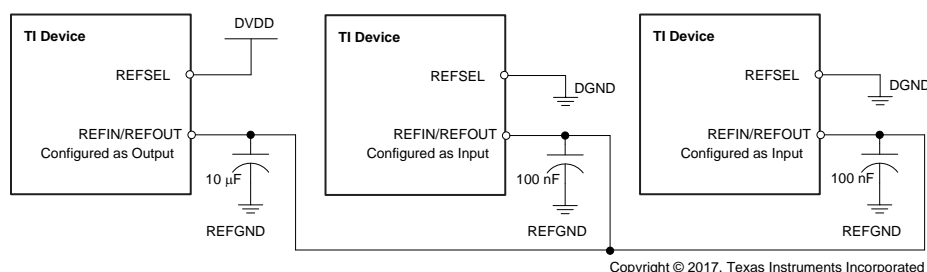 TI Device
DVDD
REFSEL
REFIN/REFOUT
Configured as Output
10 μF
REFGND
TI Device
REFSEL
DGND
REFIN/REFOUT
Configured as Input
100 nF
REFGND
TI Device
REFSEL
DGND
REFIN/REFOUT
Configured as Input
100 nF
REFGND
Copyright © 2017, Texas Instruments Incorporated